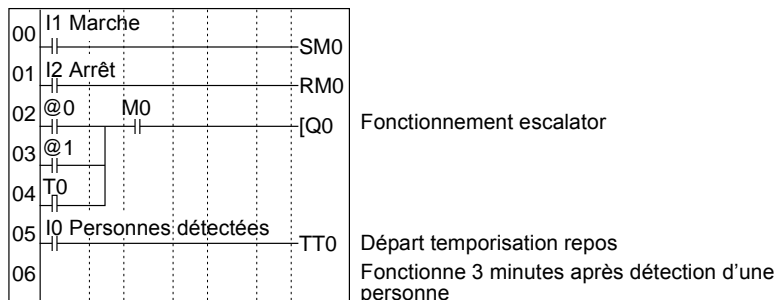 00 I1 Marche SM0
01 I2 Arrêt RM0
02 @0 M0 [Q0 Fonctionnement escalator
03 @1
04 T0
05 I0 Personnes détectées TT0 Départ temporisation repos
06 Fonctionne 3 minutes après détection d’une
personne